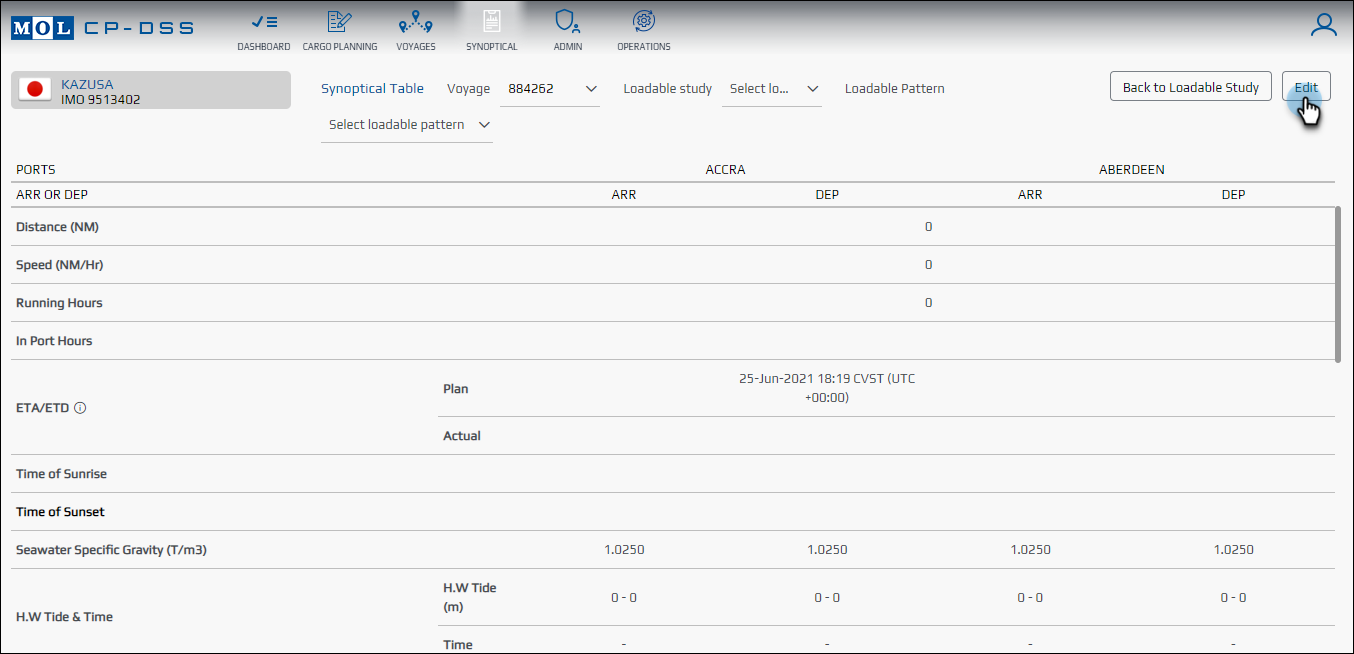 MOL CP-DSS
DASHBOARD CARGO PLANNING VOYAGES SYNOPTICAL ADMIN OPERATIONS
KAZUSA
IMO 9513402
Synoptical Table Voyage 884262 Loadable study Select lo... Loadable Pattern
Select loadable pattern
Back to Loadable Study Edit
PORTS ACCRA ABERDEEN
ARR OR DEP ARR DEP ARR DEP
Distance (NM) 0
Speed (NM/Hr) 0
Running Hours 0
In Port Hours
ETA/ETD Plan 25-Jun-2021 18:19 CVST (UTC
+00:00)
Actual
Time of Sunrise
Time of Sunset
Seawater Specific Gravity (T/m3) 1.0250 1.0250 1.0250 1.0250
H.W Tide & Time H.W Tide
(m) 0 - 0 0 - 0 0 - 0 0 - 0
Time - - - -